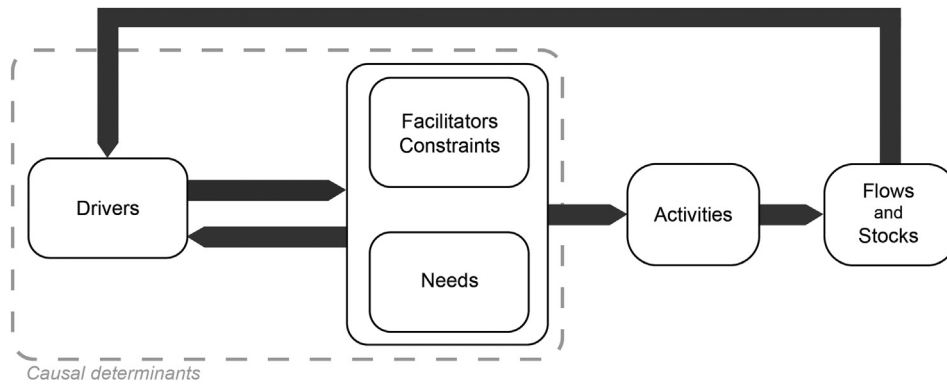 Facilitators
Constraints
Drivers
Needs
Activities
Flows
and
Stocks
Causal determinants